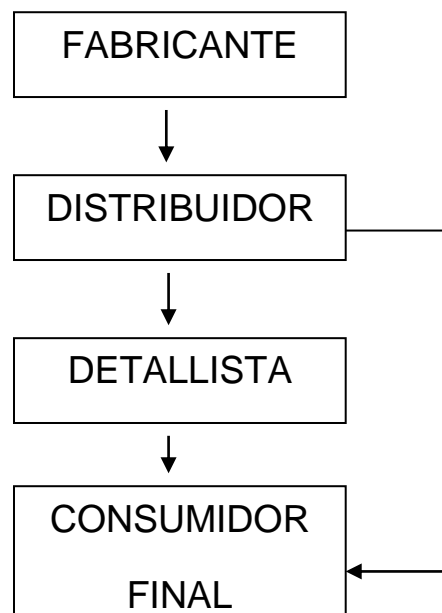 FABRICANTE
DISTRIBUIDOR
DETALLISTA
CONSUMIDOR
FINAL